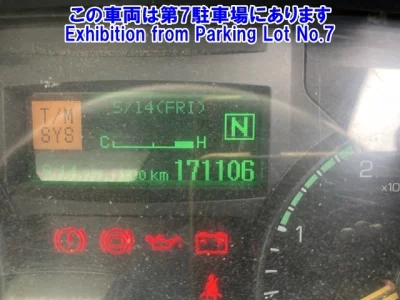 この車両は第7駐車場にあります
Exhibition from Parking Lot No.7
5/14(FRI)
T/M
SYS
N
C H
km 171106
2
×10
1